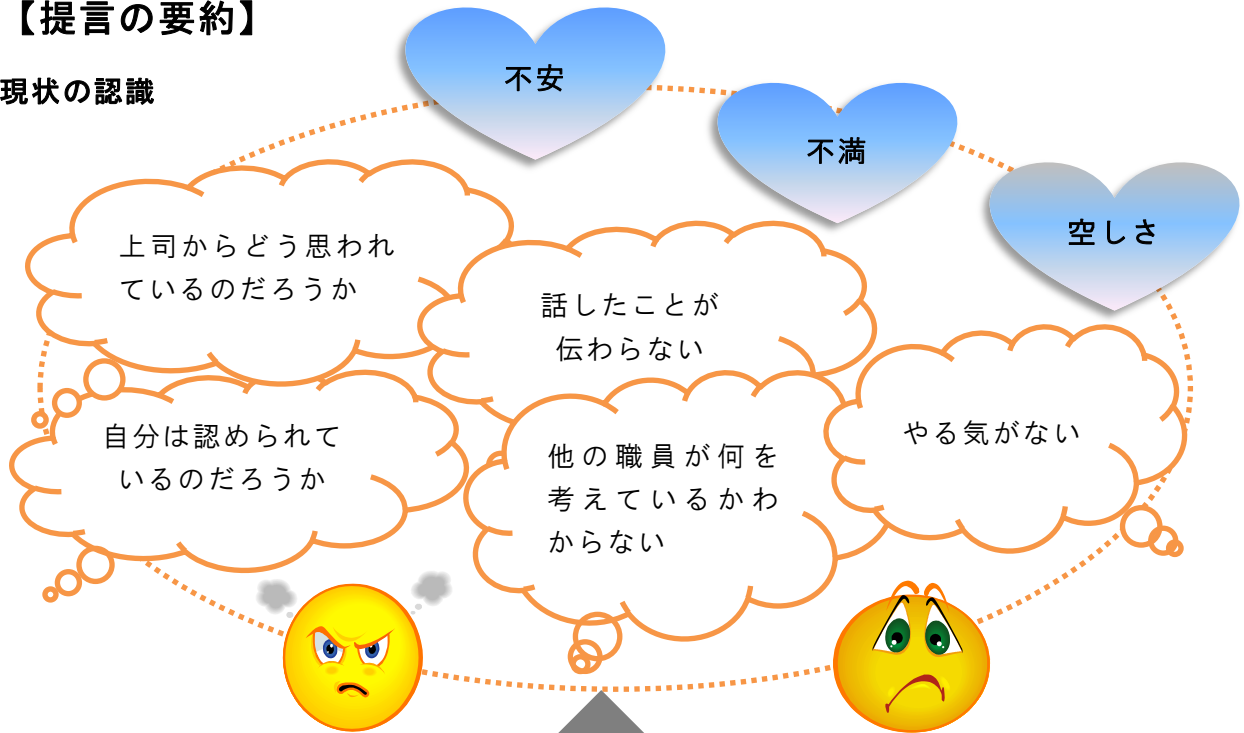 【提言の要約】
現状の認識
不安
不満
空しさ
上司からどう思われ
ているのだろうか
話したことが
伝わらない
自分は認められて
いるのだろうか
他の職員が何を
考えているかわ
からない
やる気がない